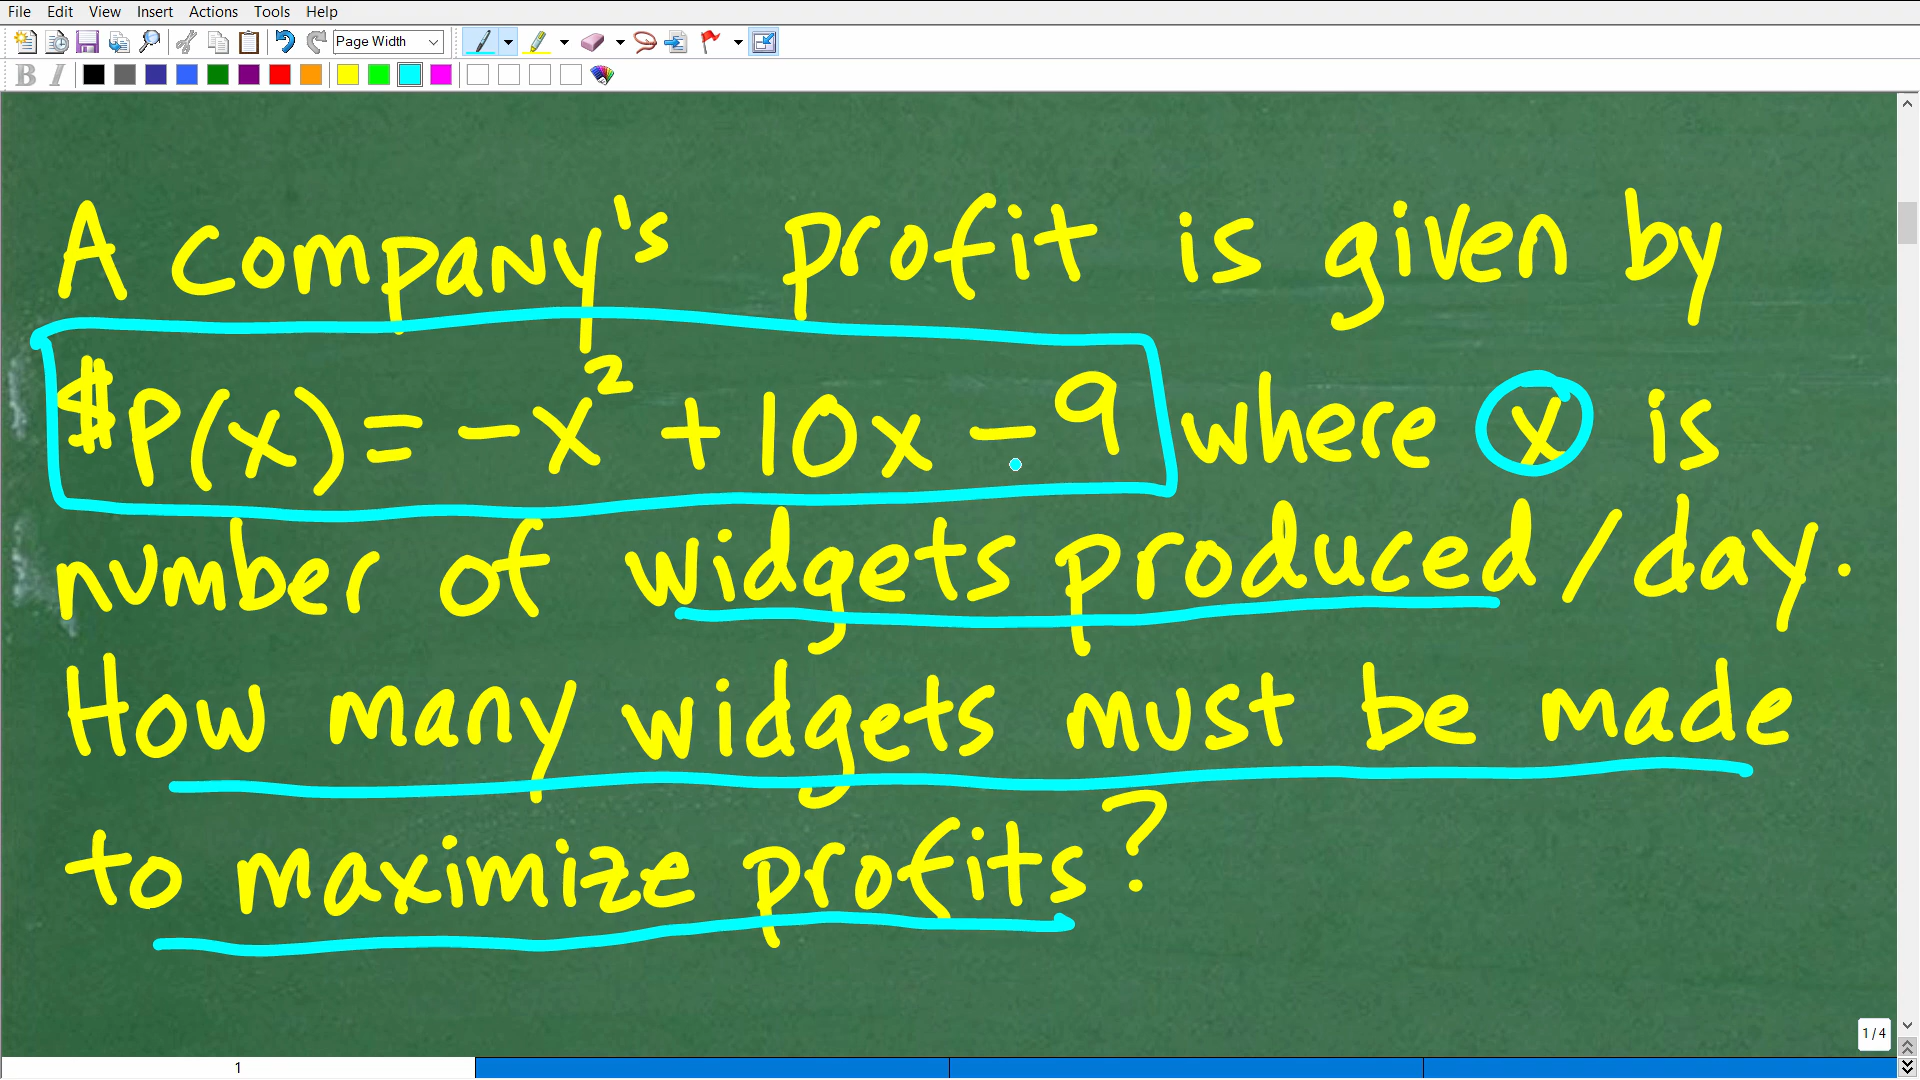 File Edit View Insert Actions Tools Help
Page Width
B I
A company's profit is given by
$P(x) = -x² + 10x - 9 where x is
number of widgets produced/day.
How many widgets must be made
to maximize profits?
1 / 4
1